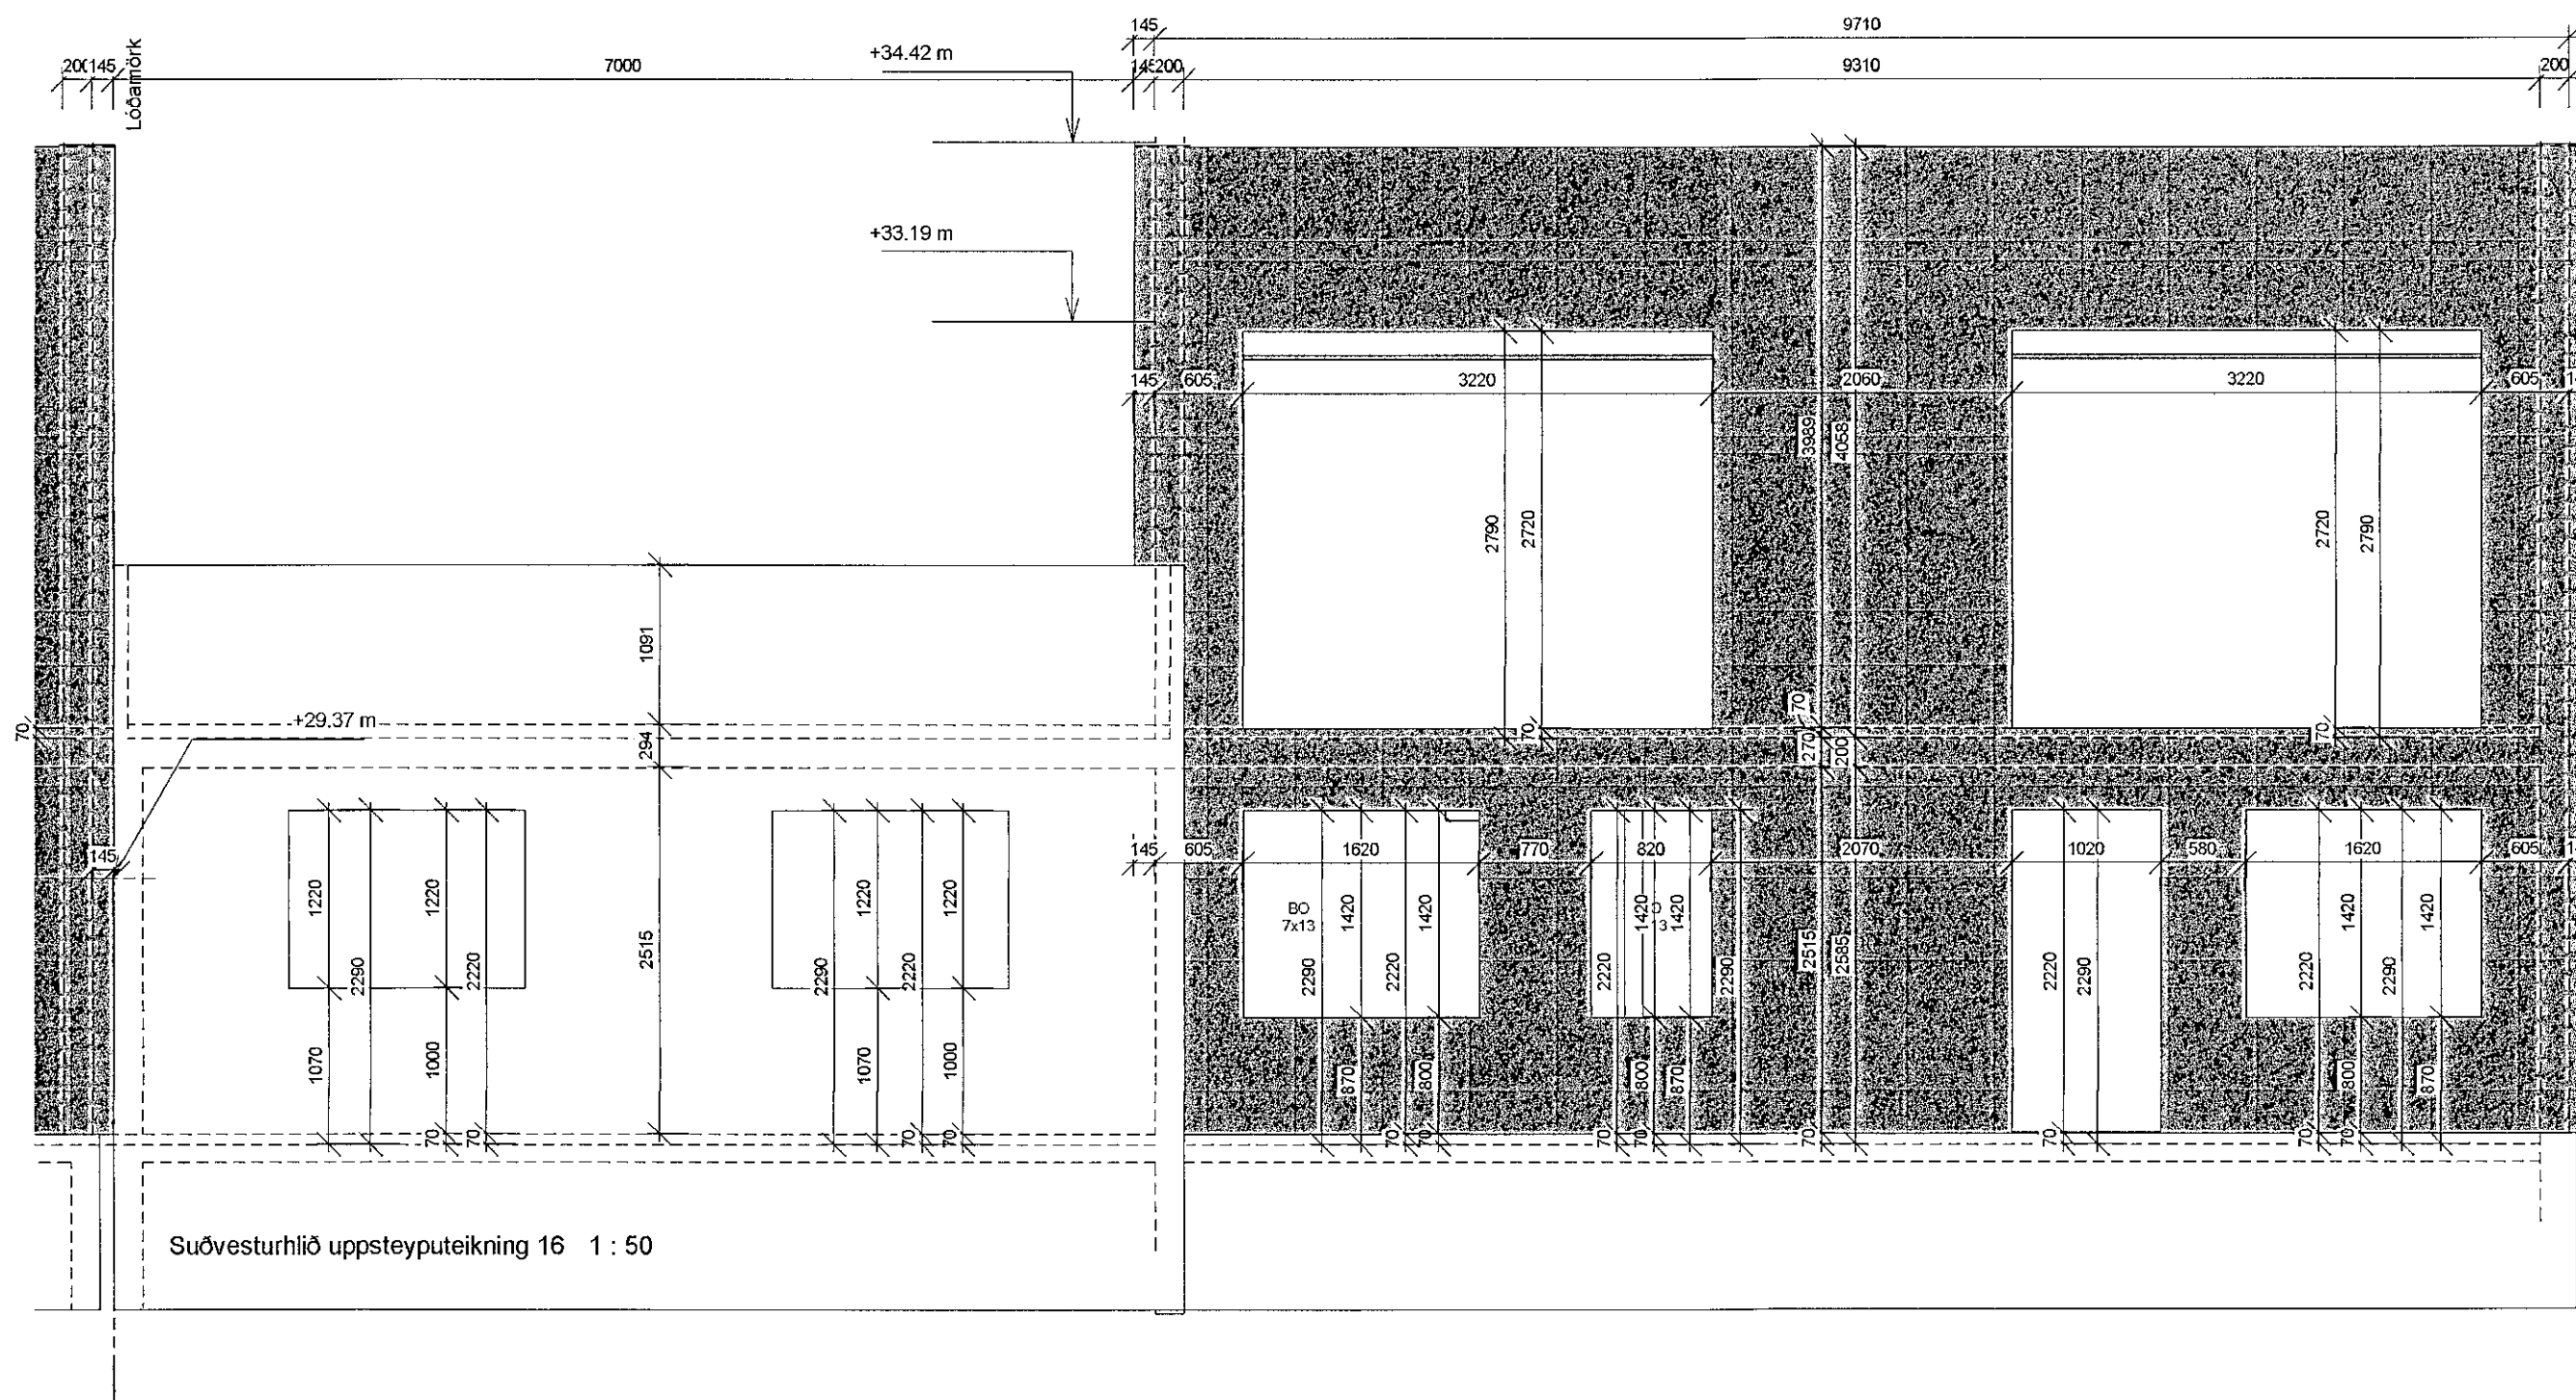 145 9710
200 145 7000 145 200 9310 200
Lóðamörk
+34.42 m
+33.19 m
145 605 3220 2060 3220 605
3989 4058
2790 2720 2720 2790
1091
+29.37 m
70 70
294 70 270 200 70
145 145 605 1620 770 820 2070 1020 580 1620 605
1220 1220 1220 1220 1420 1420 1420 1420 1420 1420
BO
7x13
2290 2220 2515 2290 2220 2290 2220 2220 2290 2515 2585 2220 2290 2220 2290
1070 1000 1070 1000 870 800 800 870 800 870
70 70 70 70 70 70 70 70 70 70 70 70
Suðvesturhlið uppsteyputeikning 16 1 : 50